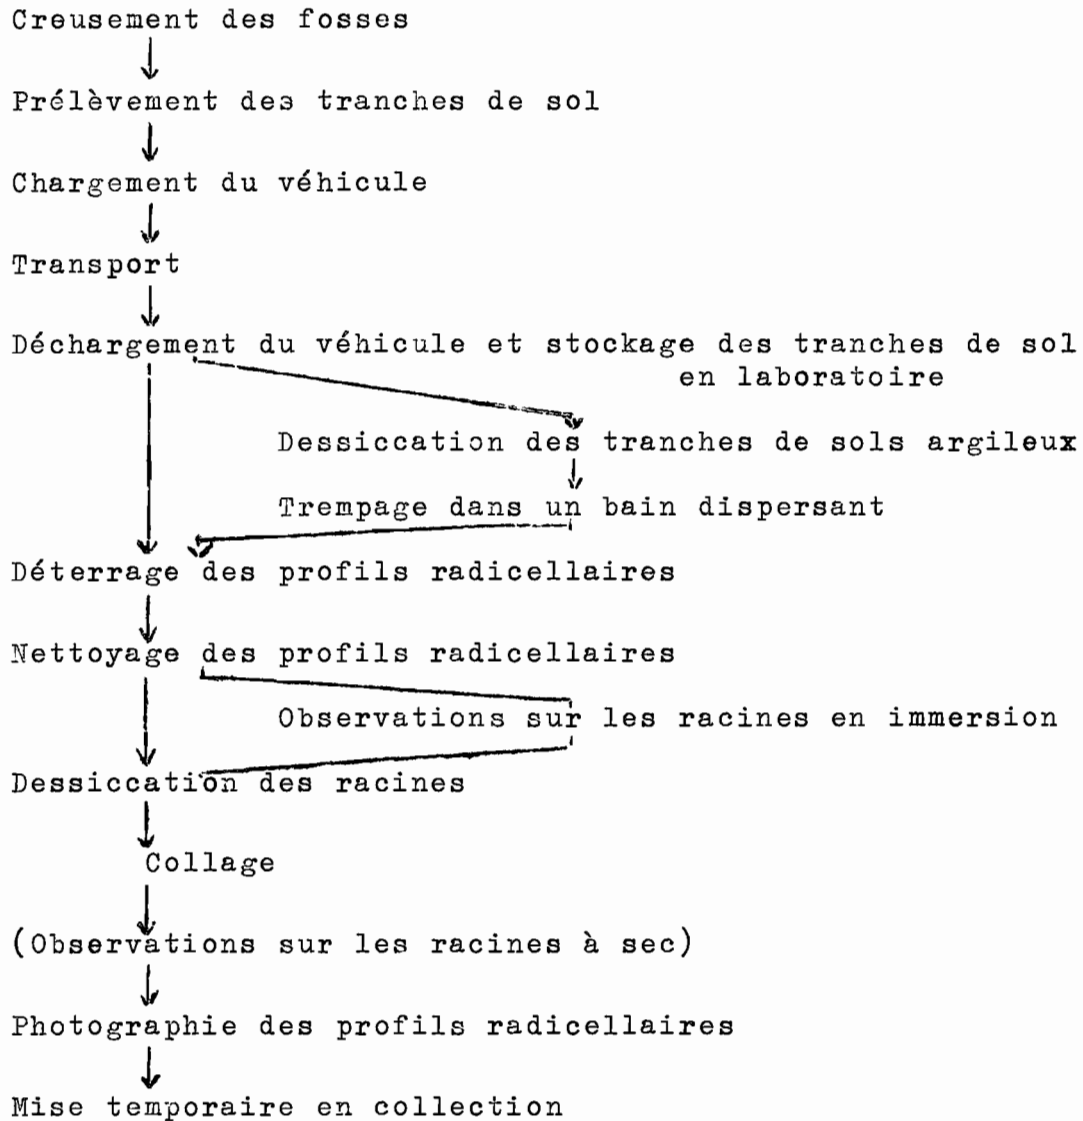 Creusement des fosses
Prélèvement des tranches de sol
Chargement du véhicule
Transport
Déchargement du véhicule et stockage des tranches de sol
en laboratoire
Dessiccation des tranches de sols argileux
Trempage dans un bain dispersant
Déterrage des profils radicellaires
Nettoyage des profils radicellaires
Observations sur les racines en immersion
Dessiccation des racines
Collage
(Observations sur les racines à sec)
Photographie des profils radicellaires
Mise temporaire en collection